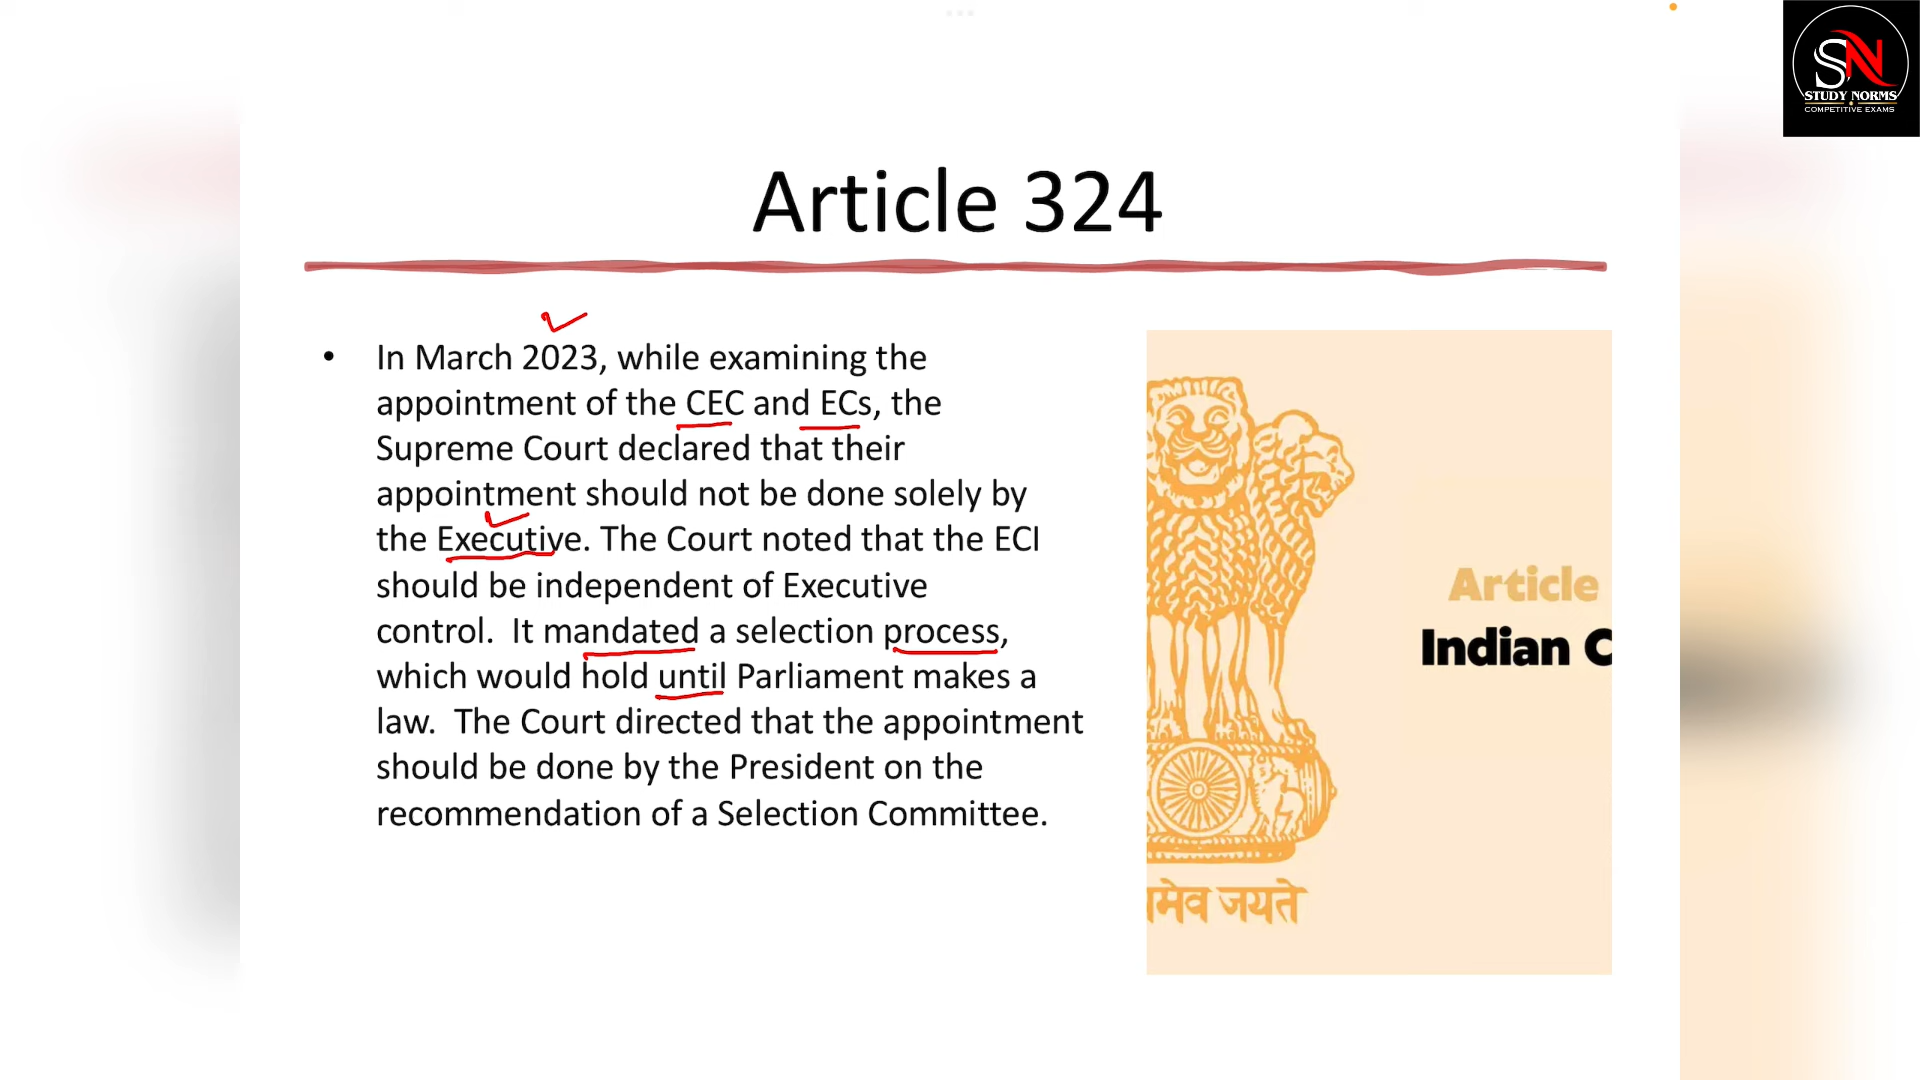 SN
STUDY NORMS
COMPETITIVE EXAMS
Article 324
• In March 2023, while examining the
appointment of the CEC and ECs, the
Supreme Court declared that their
appointment should not be done solely by
the Executive. The Court noted that the ECI
should be independent of Executive
control.  It mandated a selection process,
which would hold until Parliament makes a
law.  The Court directed that the appointment
should be done by the President on the
recommendation of a Selection Committee.
Article
Indian C
मेव जयते